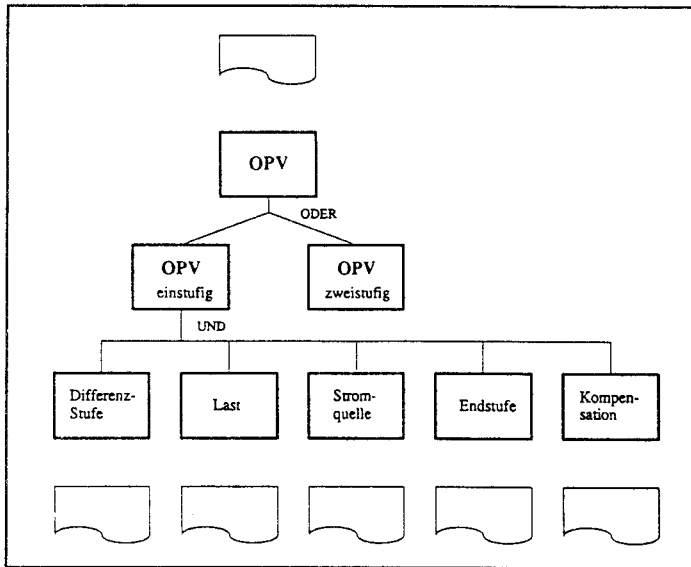 OPV
ODER
OPV
einstufig
OPV
zweistufig
UND
Differenz-
Stufe
Last
Strom-
quelle
Endstufe
Kompen-
sation